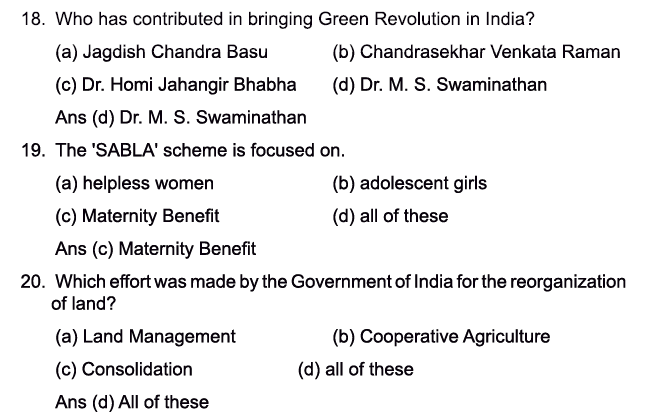 18. Who has contributed in bringing Green Revolution in India?
(a) Jagdish Chandra Basu (b) Chandrasekhar Venkata Raman
(c) Dr. Homi Jahangir Bhabha (d) Dr. M. S. Swaminathan
Ans (d) Dr. M. S. Swaminathan
19. The 'SABLA' scheme is focused on.
(a) helpless women (b) adolescent girls
(c) Maternity Benefit (d) all of these
Ans (c) Maternity Benefit
20. Which effort was made by the Government of India for the reorganization
of land?
(a) Land Management (b) Cooperative Agriculture
(c) Consolidation (d) all of these
Ans (d) All of these